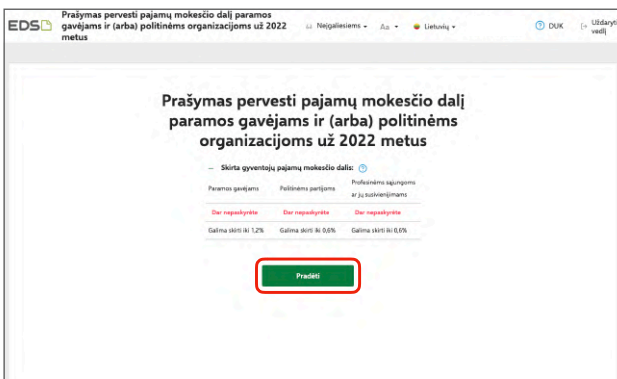 EDS
Prašymas pervesti pajamų mokesčio dalį paramos
gavėjams ir (arba) politinėms organizacijoms už 2022
metus
Neįgaliesiems
Aa
Lietuvių
DUK
Uždaryti
vedlį
Prašymas pervesti pajamų mokesčio dalį
paramos gavėjams ir (arba) politinėms
organizacijoms už 2022 metus
– Skirta gyventojų pajamų mokesčio dalis: ?
Paramos gavėjams
Politinėms partijoms
Profesinėms sąjungoms
ar jų susivienijimams
Dar nepaskyrėte
Dar nepaskyrėte
Dar nepaskyrėte
Galima skirti iki 1,2%
Galima skirti iki 0,6%
Galima skirti iki 0,6%
Pradėti